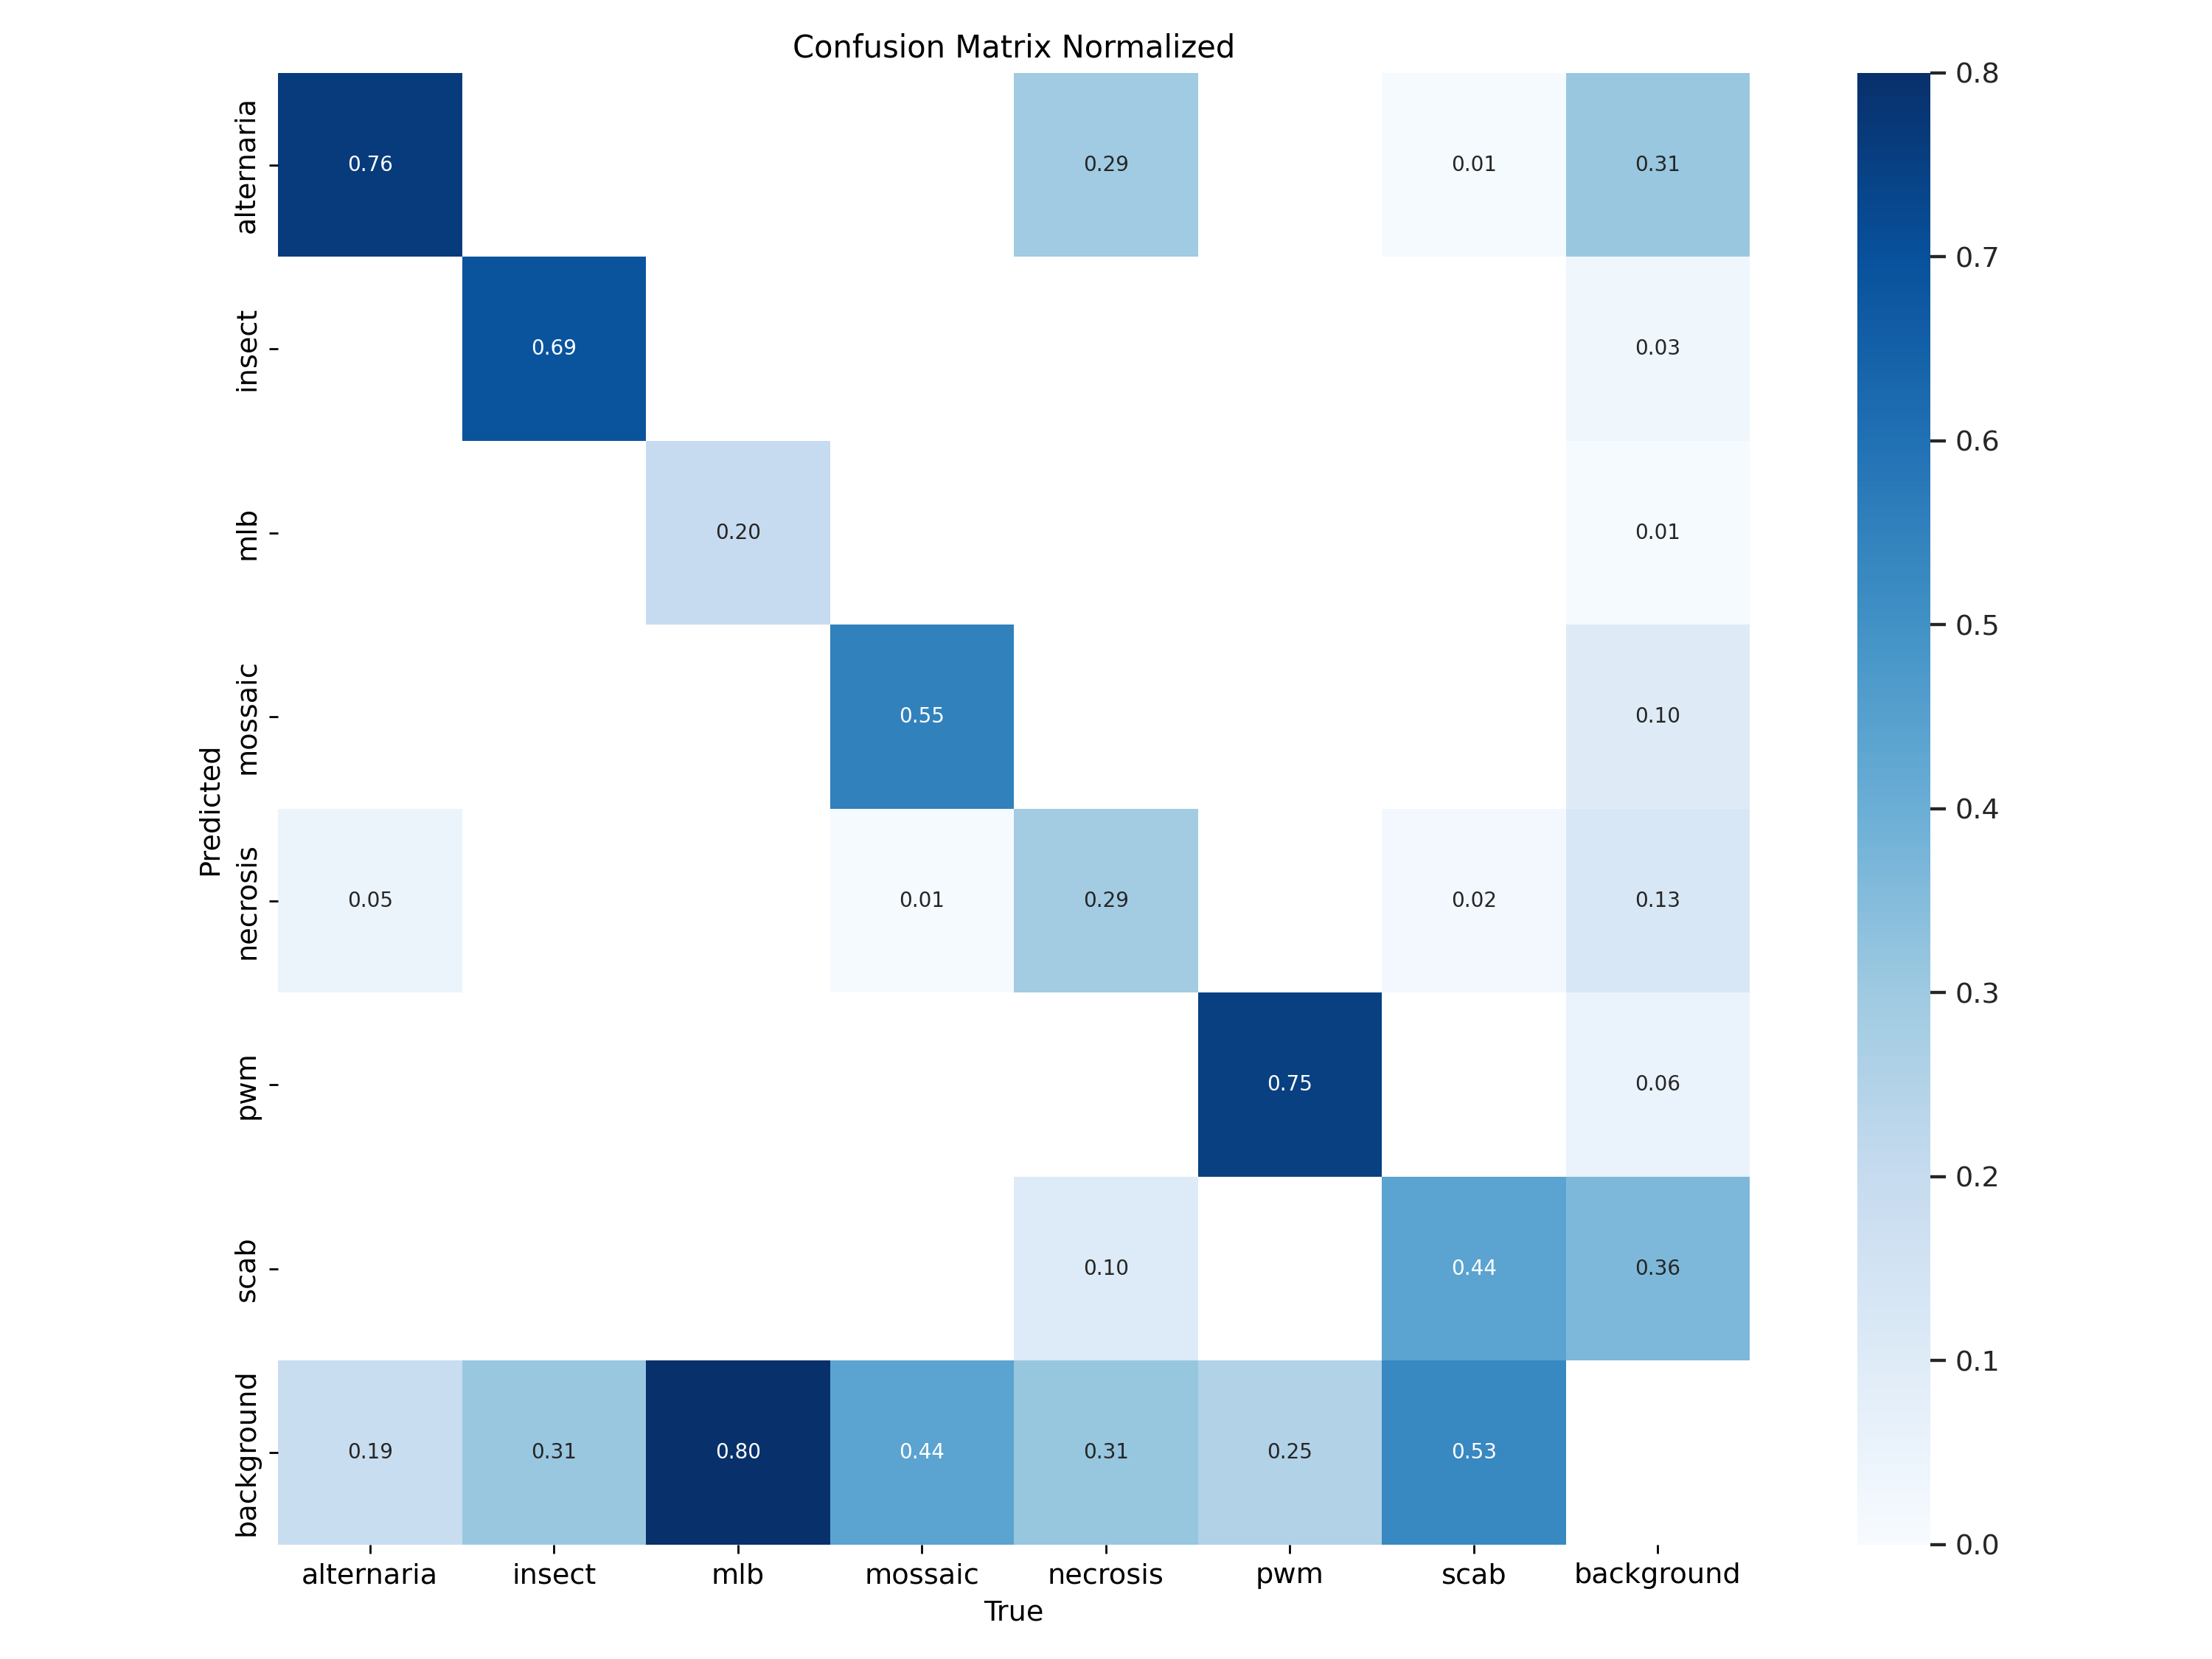 Confusion Matrix Normalized
alternaria 0.76 0.29 0.01 0.31
insect 0.69 0.03
mlb 0.20 0.01
mossaic 0.55 0.10
necrosis 0.05 0.01 0.29 0.02 0.13
pwm 0.75 0.06
scab 0.10 0.44 0.36
background 0.19 0.31 0.80 0.44 0.31 0.25 0.53
Predicted
alternaria insect mlb mossaic necrosis pwm scab background
True
0.8
0.7
0.6
0.5
0.4
0.3
0.2
0.1
0.0